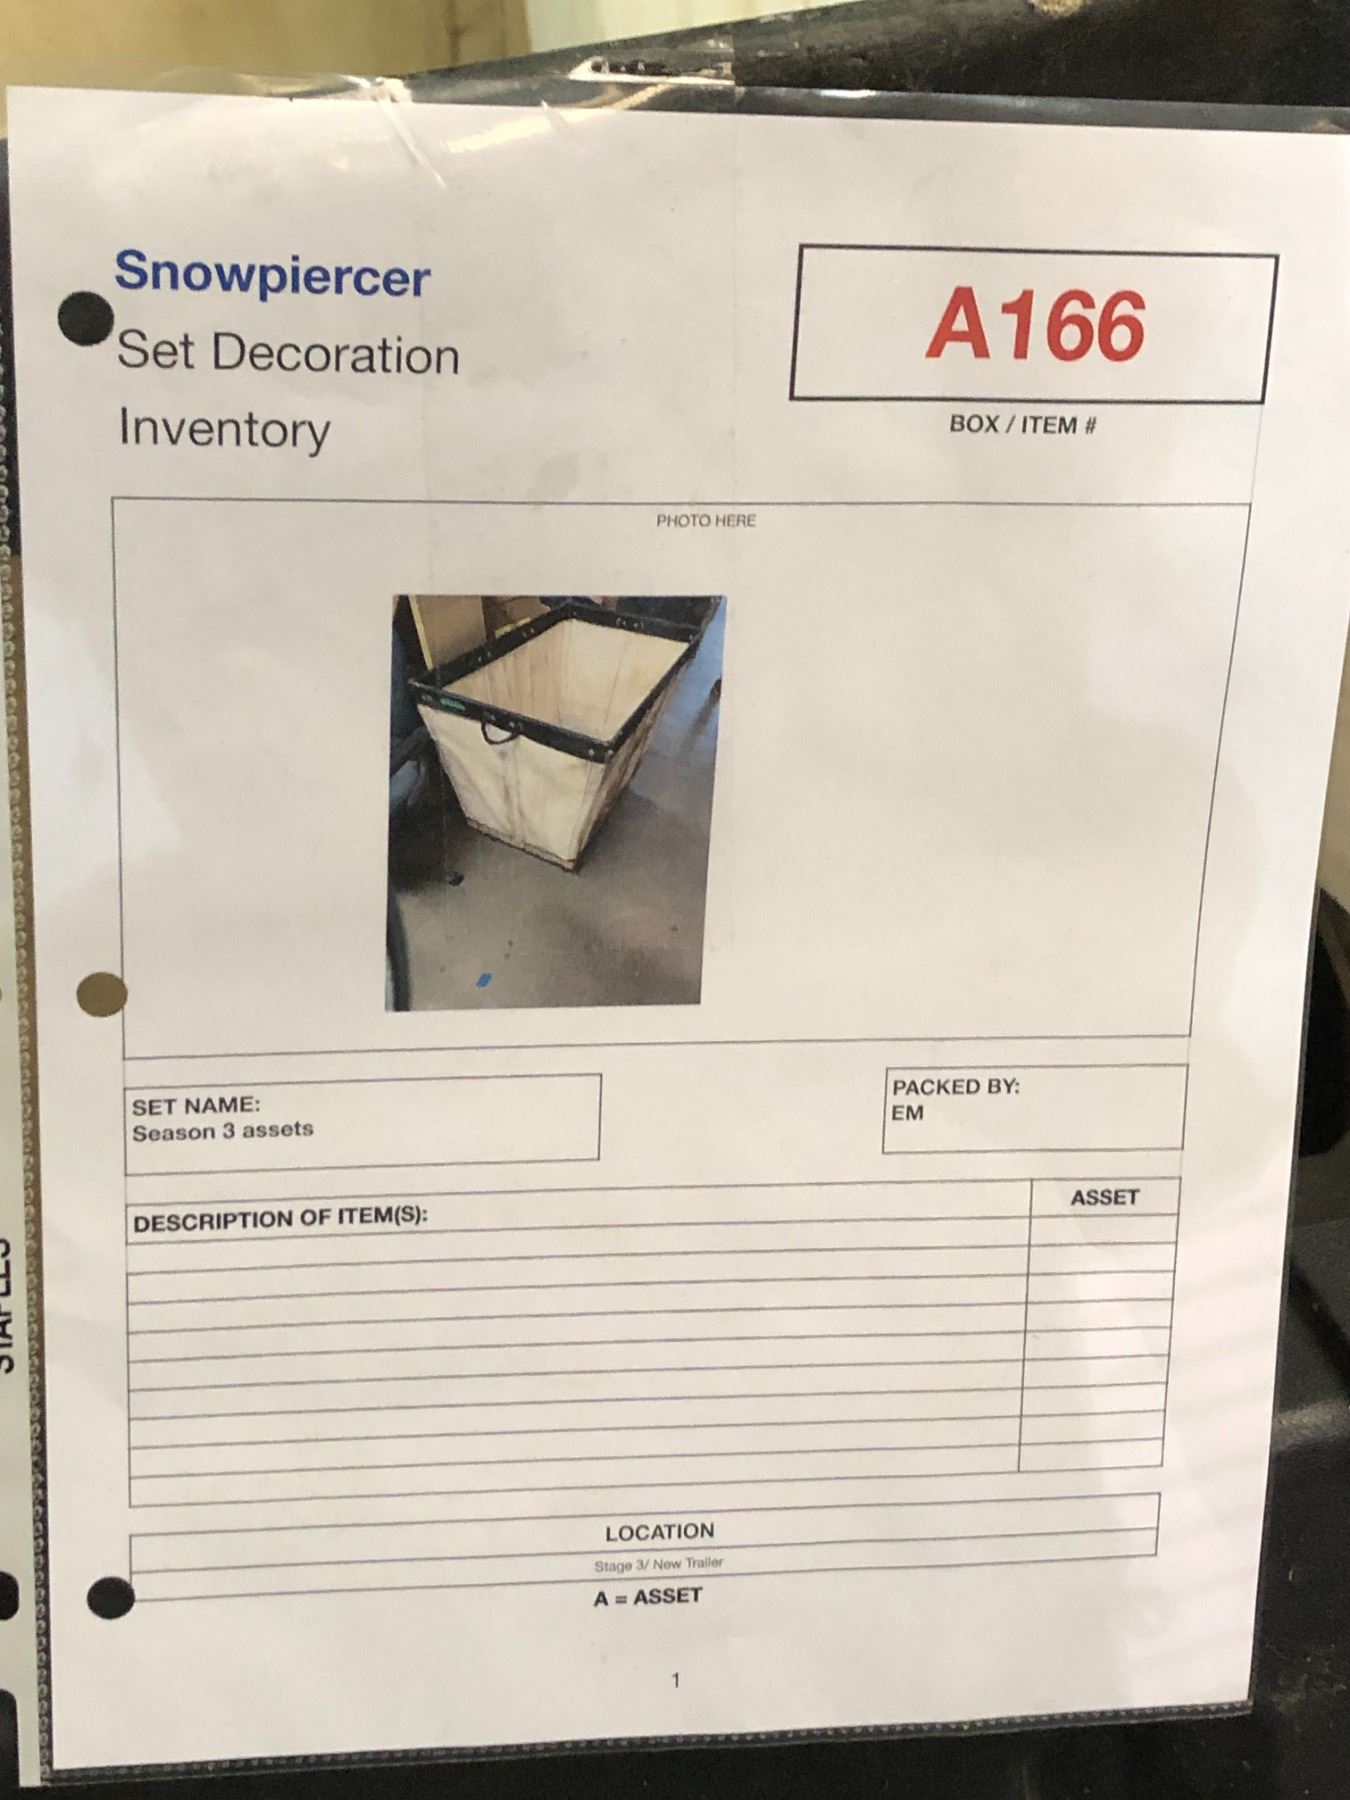 Snowpiercer
Set Decoration
Inventory
A166
BOX / ITEM #
PHOTO HERE
SET NAME:
Season 3 assets
PACKED BY:
EM
DESCRIPTION OF ITEM(S):
ASSET
LOCATION
Stage 3/ New Trailer
A = ASSET
1
STAPLES